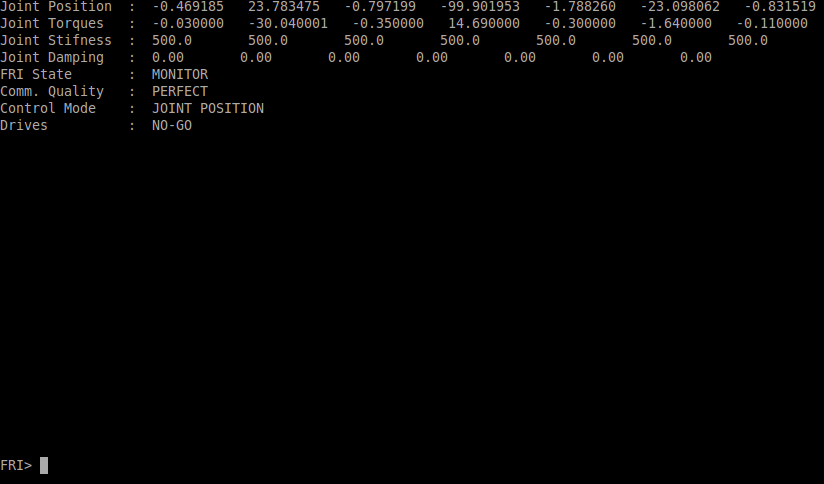 Joint Position  :  -0.469185   23.783475   -0.797199   -99.901953   -1.788260   -23.098062   -0.831519
Joint Torques   :  -0.030000   -30.040001   -0.350000   14.690000   -0.300000   -1.640000   -0.110000
Joint Stifness  :  500.0       500.0       500.0       500.0       500.0       500.0       500.0
Joint Damping   :  0.00       0.00       0.00       0.00       0.00       0.00       0.00
FRI State       :  MONITOR
Comm. Quality   :  PERFECT
Control Mode    :  JOINT POSITION
Drives          :  NO-GO
FRI>